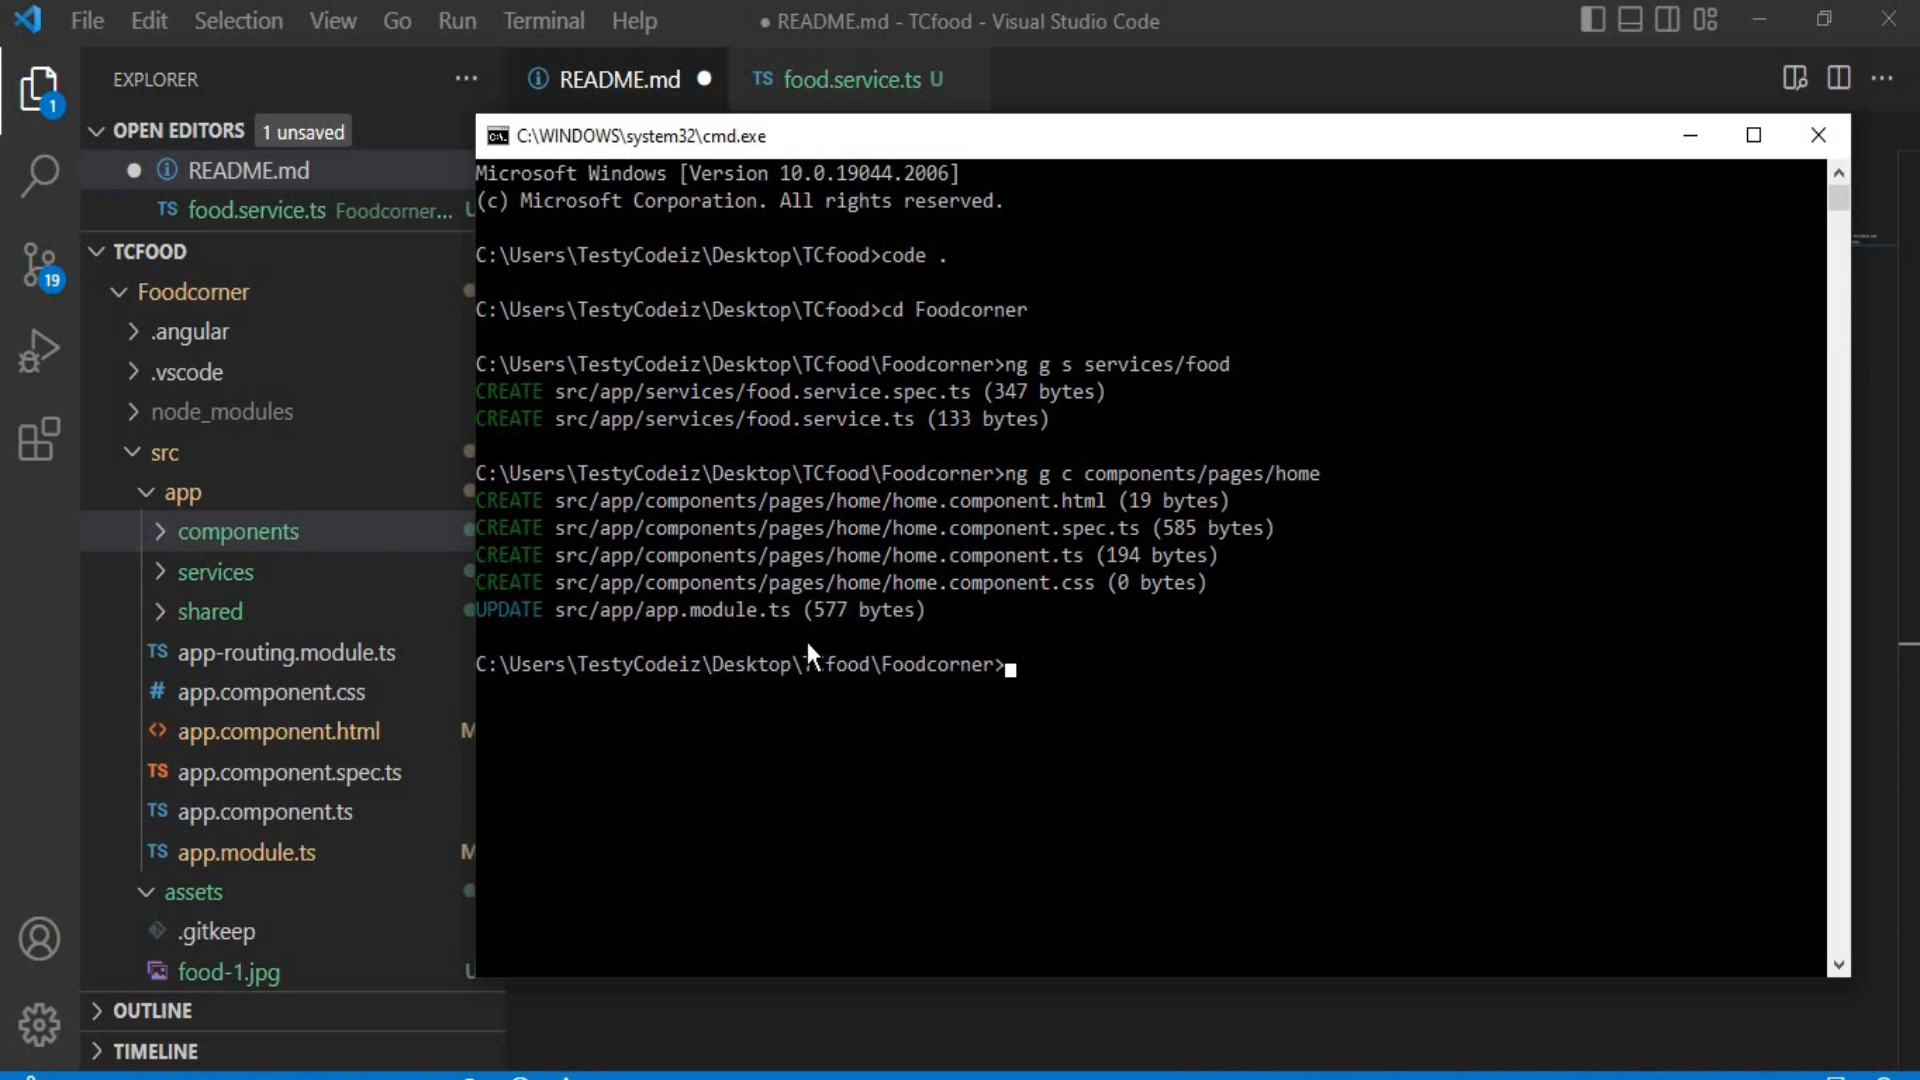 File Edit Selection View Go Run Terminal Help ● README.md - TCfood - Visual Studio Code
EXPLORER ···
README.md ●
TS food.service.ts U
1
OPEN EDITORS 1 unsaved
README.md
TS food.service.ts Foodcorner... U
TCFOOD
19
Foodcorner
.angular
.vscode
node_modules
src
app
components
services
shared
TS app-routing.module.ts
# app.component.css
<> app.component.html M
TS app.component.spec.ts
TS app.component.ts
TS app.module.ts M
assets
.gitkeep
food-1.jpg U
OUTLINE
TIMELINE
C:\WINDOWS\system32\cmd.exe
Microsoft Windows [Version 10.0.19044.2006]
(c) Microsoft Corporation. All rights reserved.
C:\Users\TestyCodeiz\Desktop\TCfood>code .
C:\Users\TestyCodeiz\Desktop\TCfood>cd Foodcorner
C:\Users\TestyCodeiz\Desktop\TCfood\Foodcorner>ng g s services/food
CREATE src/app/services/food.service.spec.ts (347 bytes)
CREATE src/app/services/food.service.ts (133 bytes)
C:\Users\TestyCodeiz\Desktop\TCfood\Foodcorner>ng g c components/pages/home
CREATE src/app/components/pages/home/home.component.html (19 bytes)
CREATE src/app/components/pages/home/home.component.spec.ts (585 bytes)
CREATE src/app/components/pages/home/home.component.ts (194 bytes)
CREATE src/app/components/pages/home/home.component.css (0 bytes)
UPDATE src/app/app.module.ts (577 bytes)
C:\Users\TestyCodeiz\Desktop\TCfood\Foodcorner>